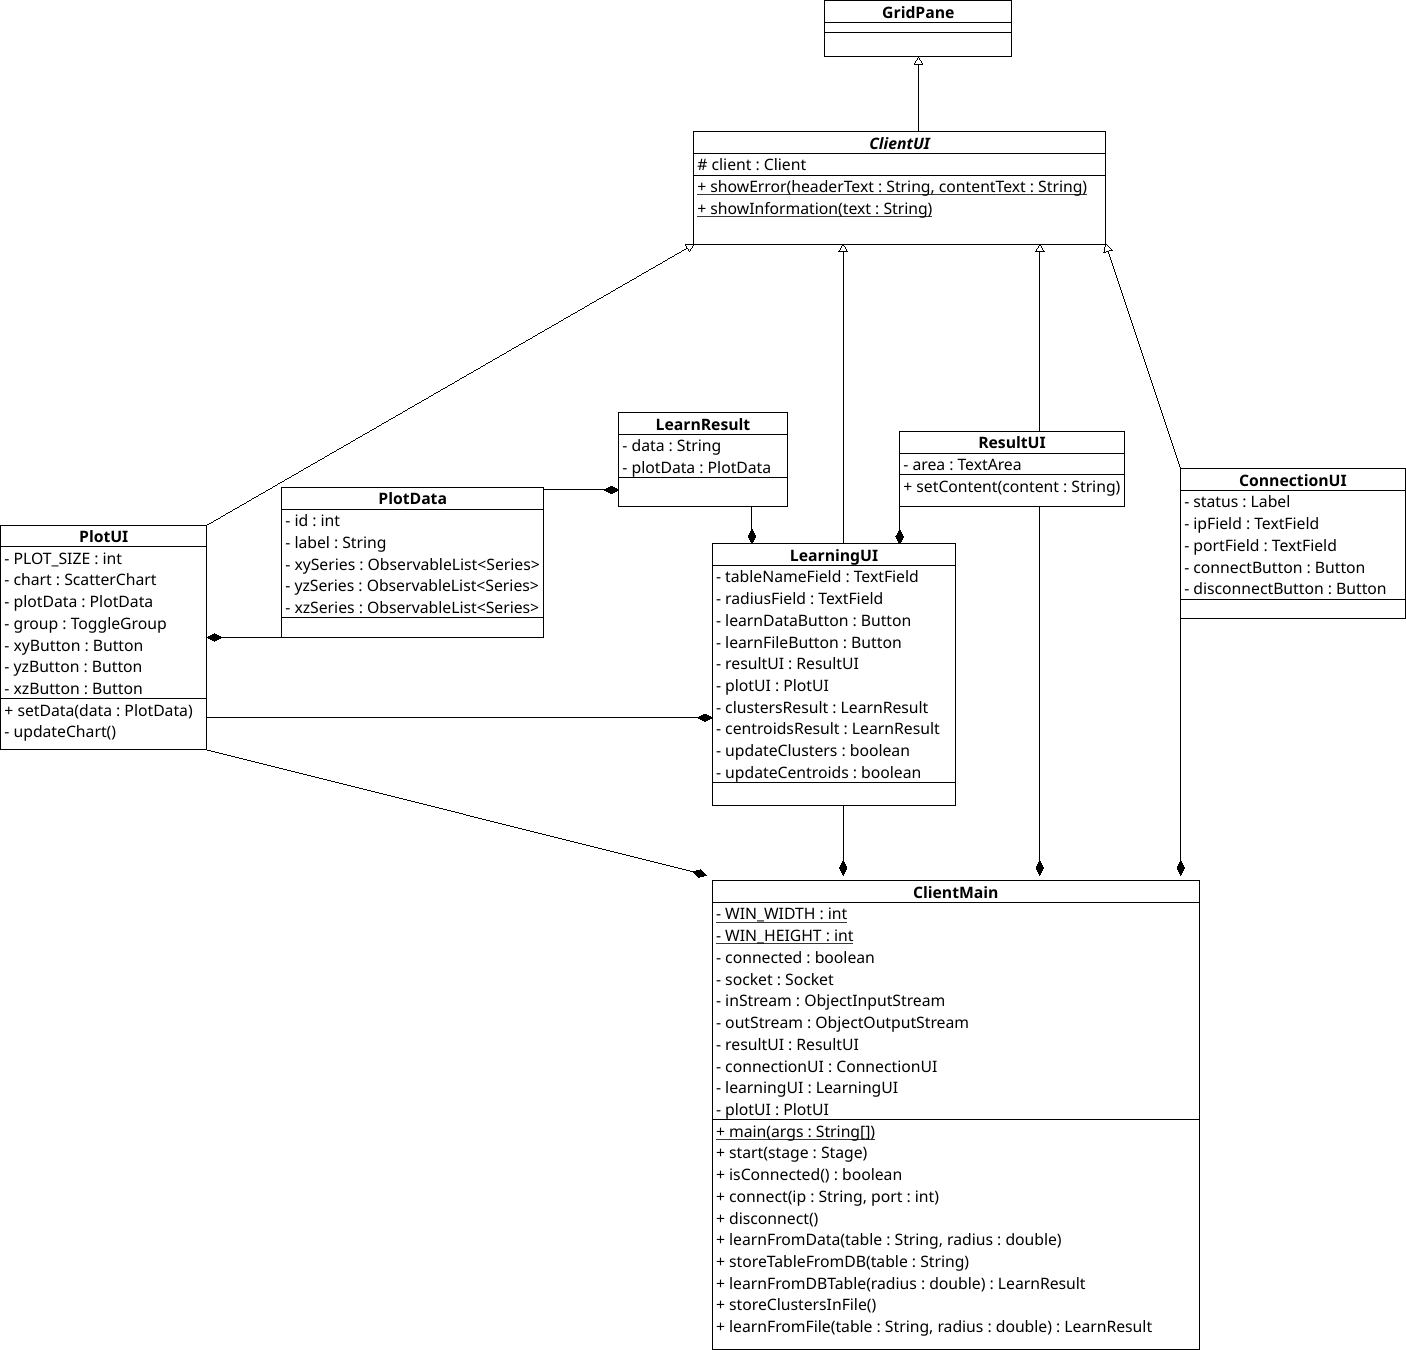 GridPane
ClientUI
# client : Client
+ showError(headerText : String, contentText : String)
+ showInformation(text : String)
LearnResult
- data : String
- plotData : PlotData
ResultUI
- area : TextArea
+ setContent(content : String)
ConnectionUI
- status : Label
- ipField : TextField
- portField : TextField
- connectButton : Button
- disconnectButton : Button
PlotData
- id : int
- label : String
- xySeries : ObservableList<Series>
- yzSeries : ObservableList<Series>
- xzSeries : ObservableList<Series>
PlotUI
- PLOT_SIZE : int
- chart : ScatterChart
- plotData : PlotData
- group : ToggleGroup
- xyButton : Button
- yzButton : Button
- xzButton : Button
+ setData(data : PlotData)
- updateChart()
LearningUI
- tableNameField : TextField
- radiusField : TextField
- learnDataButton : Button
- learnFileButton : Button
- resultUI : ResultUI
- plotUI : PlotUI
- clustersResult : LearnResult
- centroidsResult : LearnResult
- updateClusters : boolean
- updateCentroids : boolean
ClientMain
- WIN_WIDTH : int
- WIN_HEIGHT : int
- connected : boolean
- socket : Socket
- inStream : ObjectInputStream
- outStream : ObjectOutputStream
- resultUI : ResultUI
- connectionUI : ConnectionUI
- learningUI : LearningUI
- plotUI : PlotUI
+ main(args : String[])
+ start(stage : Stage)
+ isConnected() : boolean
+ connect(ip : String, port : int)
+ disconnect()
+ learnFromData(table : String, radius : double)
+ storeTableFromDB(table : String)
+ learnFromDBTable(radius : double) : LearnResult
+ storeClustersInFile()
+ learnFromFile(table : String, radius : double) : LearnResult